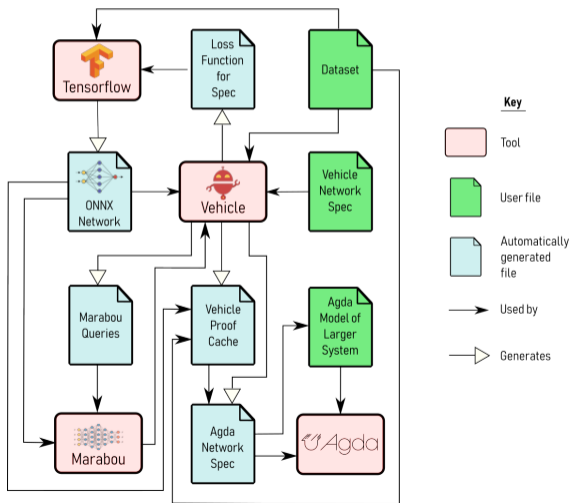 Tensorflow
Loss
Function
for
Spec
Dataset
Key
Tool
ONNX
Network
Vehicle
Vehicle
Network
Spec
User file
Automatically
generated
file
Marabou
Queries
Vehicle
Proof
Cache
Agda
Model of
Larger
System
Used by
Generates
Marabou
Agda
Network
Spec
Agda